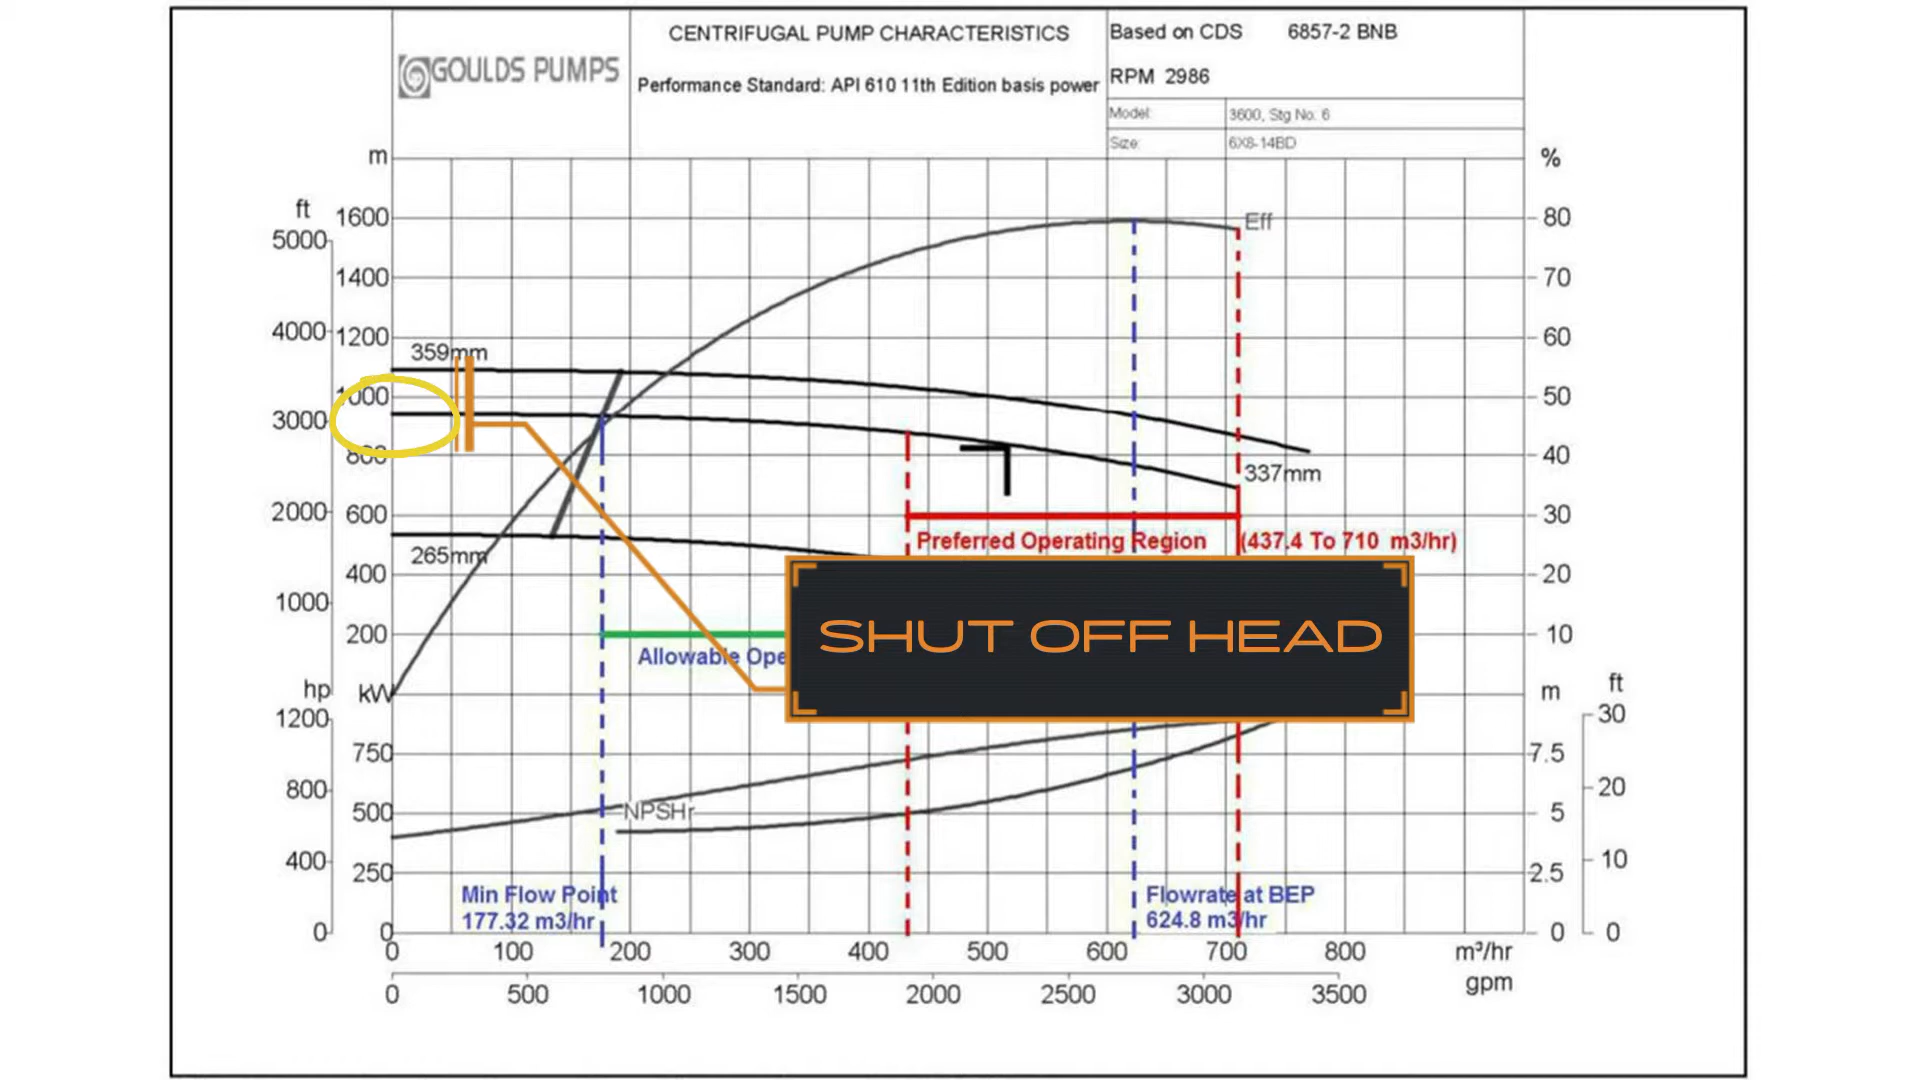 GOULDS PUMPS
CENTRIFUGAL PUMP CHARACTERISTICS
Performance Standard: API 610 11th Edition basis power
Based on CDS 6857-2 BNB
RPM 2986
Model: 3600, Stg No. 6
Size: 6X8-14BD
m
%
ft
5000
4000
3000
2000
1000
1600
1400
1200
1000
800
600
400
200
80
70
60
50
40
30
20
10
Eff
359mm
337mm
265mm
Preferred Operating Region (437.4 To 710 m3/hr)
SHUT OFF HEAD
Allowable Ope
hp
kW
m
ft
1200
800
400
0
750
500
250
0
7.5
5
2.5
0
30
20
10
0
NPSHr
Min Flow Point
177.32 m3/hr
Flowrate at BEP
624.8 m3/hr
0 100 200 300 400 500 600 700 800 m³/hr
gpm
0 500 1000 1500 2000 2500 3000 3500